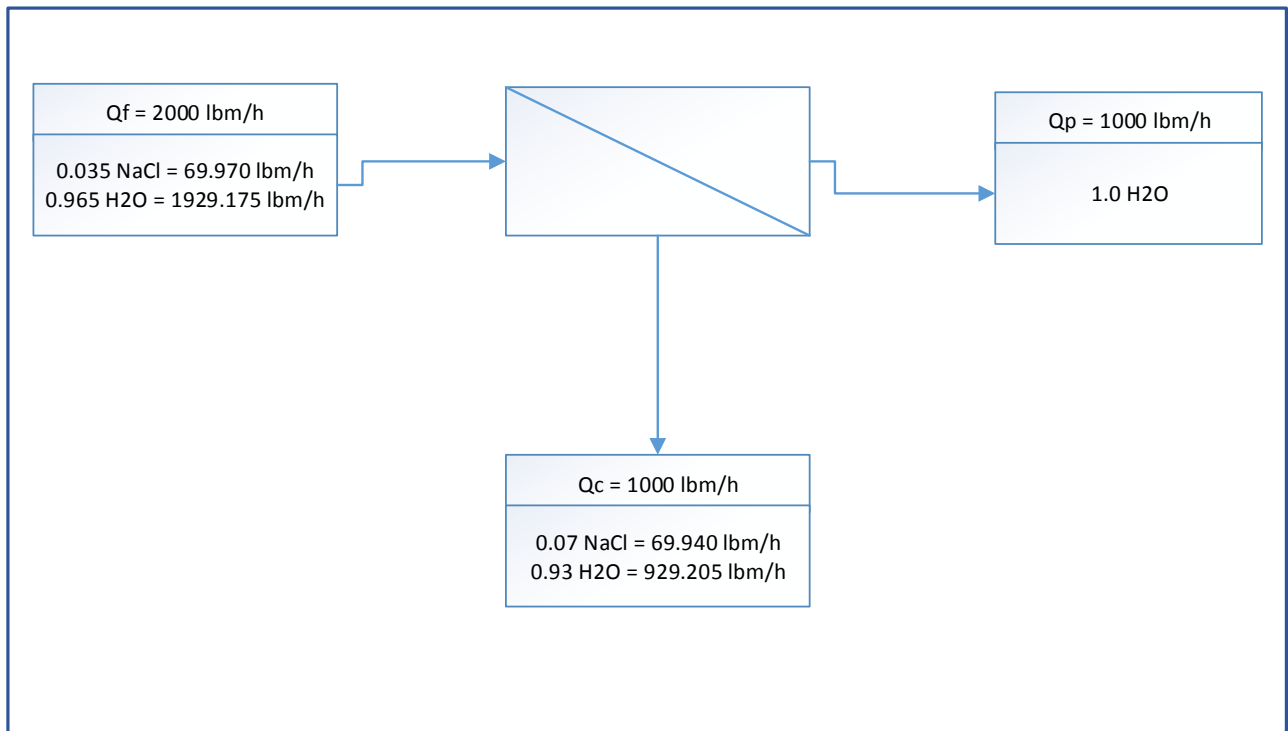 Qf = 2000 lbm/h
0.035 NaCl = 69.970 lbm/h
0.965 H2O = 1929.175 lbm/h
Qp = 1000 lbm/h
1.0 H2O
Qc = 1000 lbm/h
0.07 NaCl = 69.940 lbm/h
0.93 H2O = 929.205 lbm/h